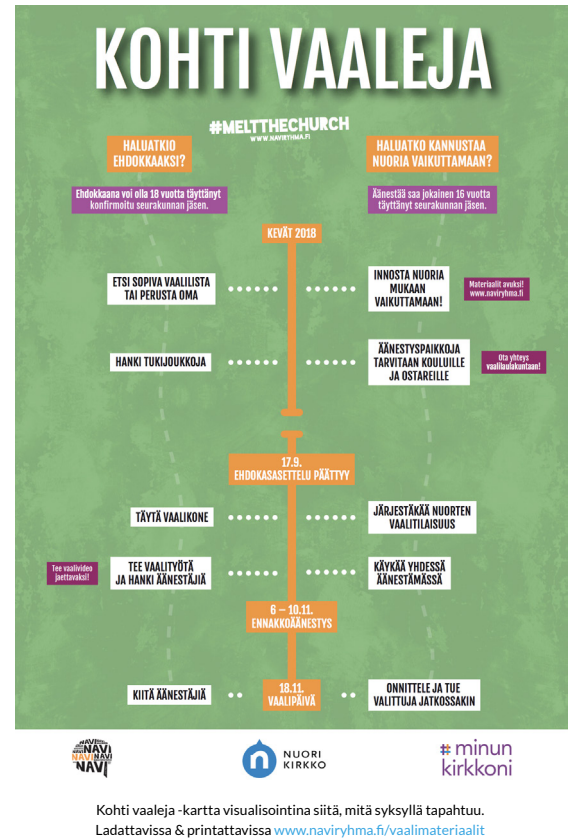 KOHTI VAALEJA
#MELTTHECHURCH
WWW.NAVIRYHMA.FI
HALUATKIO
EHDOKKAAKSI?
HALUATKO KANNUSTAA
NUORIA VAIKUTTAMAAN?
Ehdokkaana voi olla 18 vuotta täyttänyt
konfirmoitu seurakunnan jäsen.
Äänestää saa jokainen 16 vuotta
täyttänyt seurakunnan jäsen.
KEVÄT 2018
ETSI SOPIVA VAALILISTA
TAI PERUSTA OMA
INNOSTA NUORIA
MUKAAN
VAIKUTTAMAAN!
Materiaalit avuksi!
www.naviryhma.fi
HANKI TUKIJOUKKOJA
ÄÄNESTYSPAIKKOJA
TARVITAAN KOULUILLE
JA OSTAREILLE
Ota yhteys
vaalilaulakuntaan!
17.9.
EHDOKASASETTELU PÄÄTTYY
TÄYTÄ VAALIKONE
JÄRJESTÄKÄÄ NUORTEN
VAALITILAISUUS
Tee vaalivideo
jaettavaksi!
TEE VAALITYÖTÄ
JA HANKI ÄÄNESTÄJIÄ
KÄYKÄÄ YHDESSÄ
ÄÄNESTÄMÄSSÄ
6 – 10.11.
ENNAKKOÄÄNESTYS
KIITÄ ÄÄNESTÄJIÄ
18.11.
VAALIPÄIVÄ
ONNITTELE JA TUE
VALITTUJA JATKOSSAKIN
NAVI
NAVI
NAVINAVI
NAVI
NUORI
KIRKKO
#minun
kirkkoni
Kohti vaaleja -kartta visualisointina siitä, mitä syksyllä tapahtuu.
Ladattavissa & printattavissa www.naviryhma.fi/vaalimateriaalit